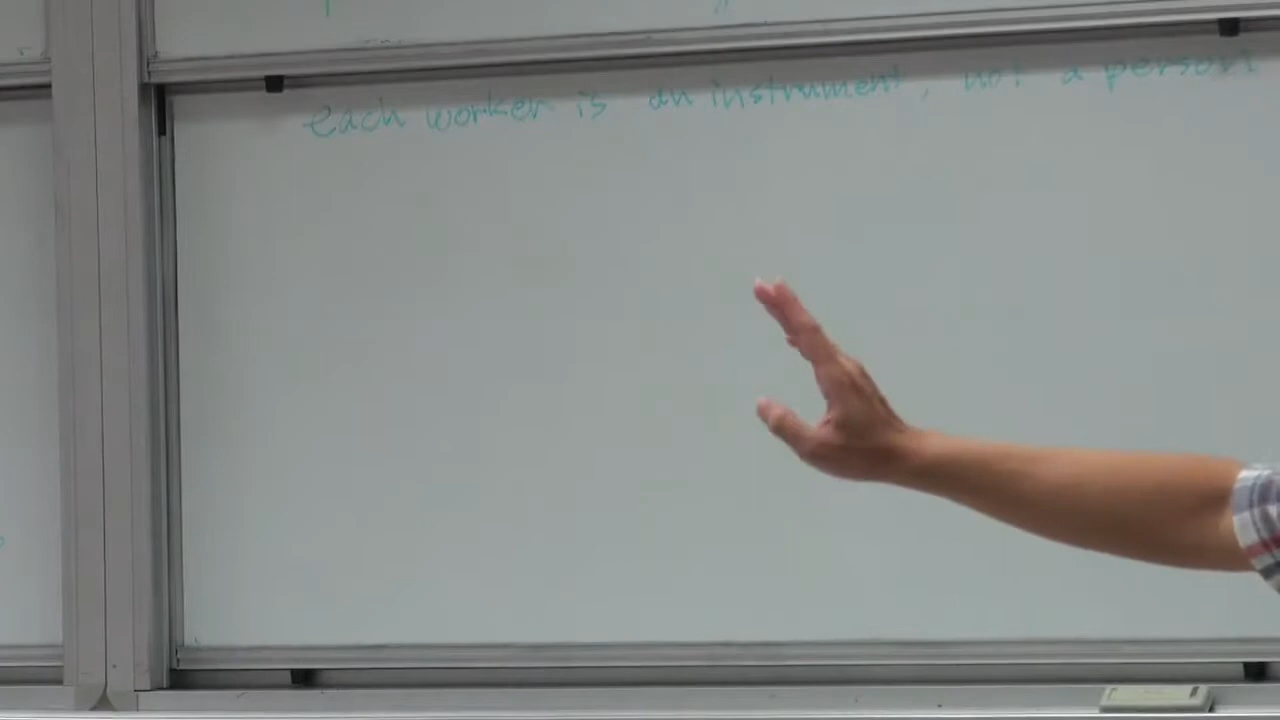 each worker is an instrument, not a person